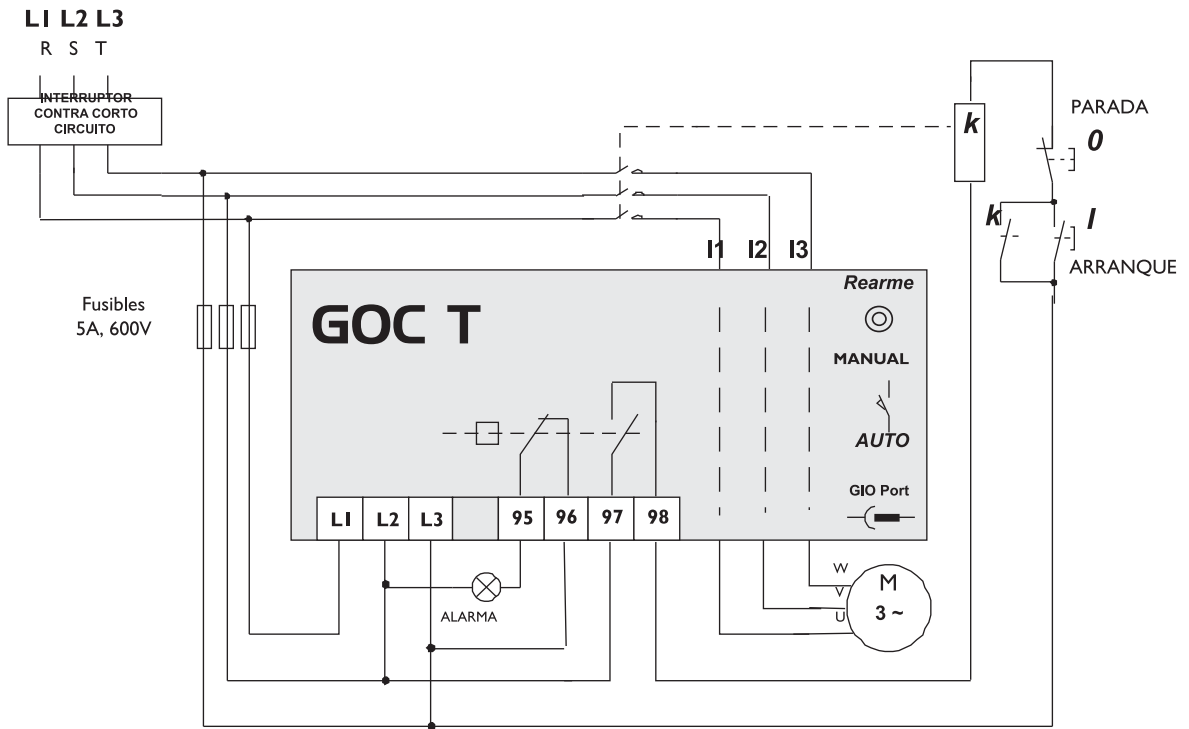 L1 L2 L3
R S T
INTERRUPTOR
CONTRA CORTO
CIRCUITO
k
PARADA
0
k
I
ARRANQUE
I1 I2 I3
Fusibles
5A, 600V
GOC T
Rearme
MANUAL
AUTO
GIO Port
L1 L2 L3 95 96 97 98
ALARMA
W
V
U
M
3 ~